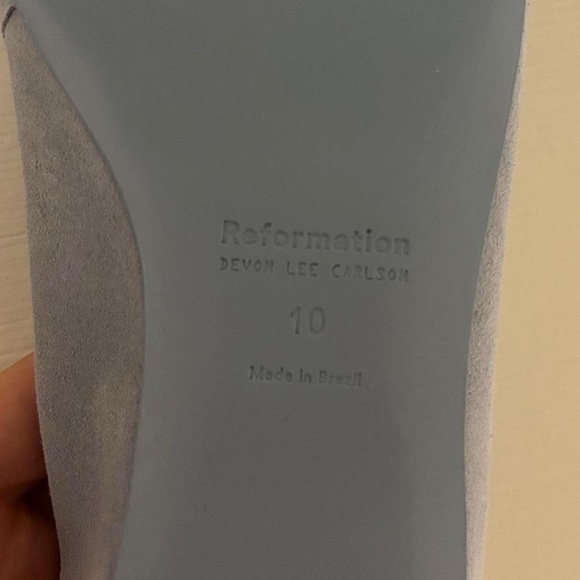 Reformation
DEVON LEE CARLSON
10
Made in Brazil